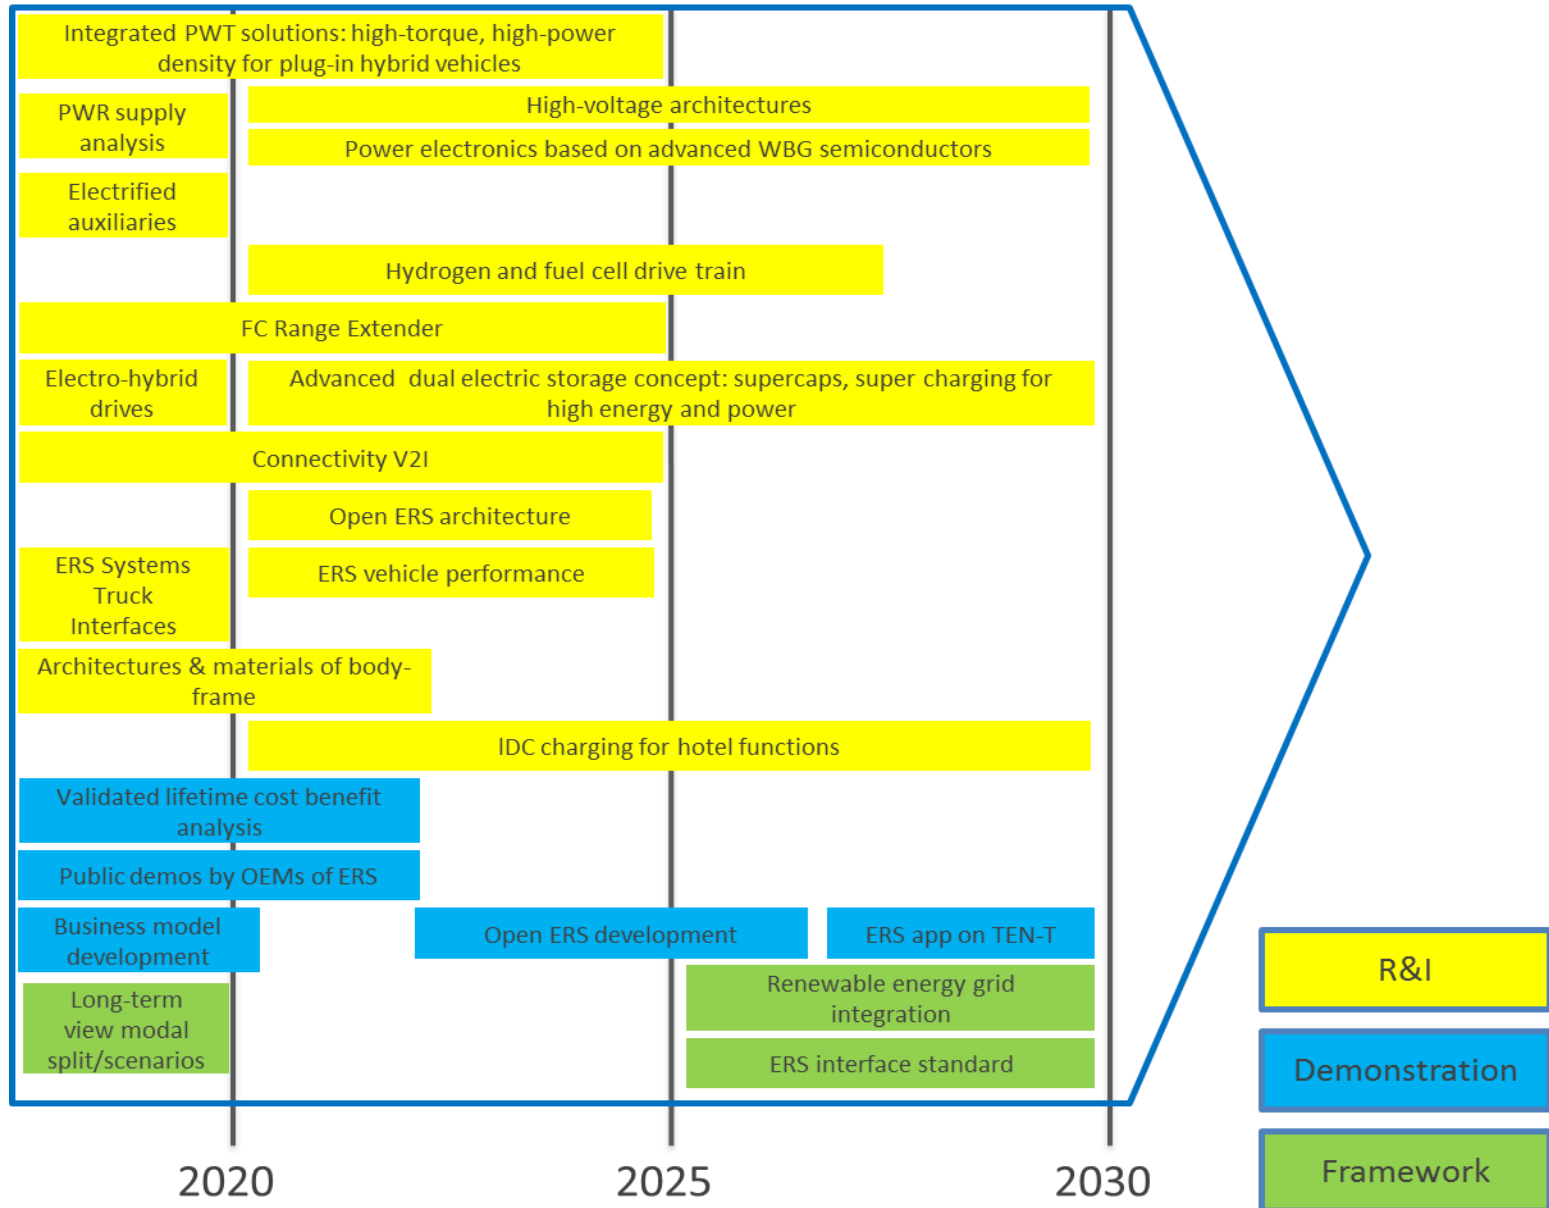 Integrated PWT solutions: high-torque, high-power
density for plug-in hybrid vehicles
PWR supply
analysis
High-voltage architectures
Power electronics based on advanced WBG semiconductors
Electrified
auxiliaries
Hydrogen and fuel cell drive train
FC Range Extender
Electro-hybrid
drives
Advanced dual electric storage concept: supercaps, super charging for
high energy and power
Connectivity V2I
Open ERS architecture
ERS Systems
Truck
Interfaces
ERS vehicle performance
Architectures & materials of body-
frame
lDC charging for hotel functions
Validated lifetime cost benefit
analysis
Public demos by OEMs of ERS
Business model
development
Open ERS development
ERS app on TEN-T
Long-term
view modal
split/scenarios
Renewable energy grid
integration
ERS interface standard
R&I
Demonstration
Framework
2020
2025
2030